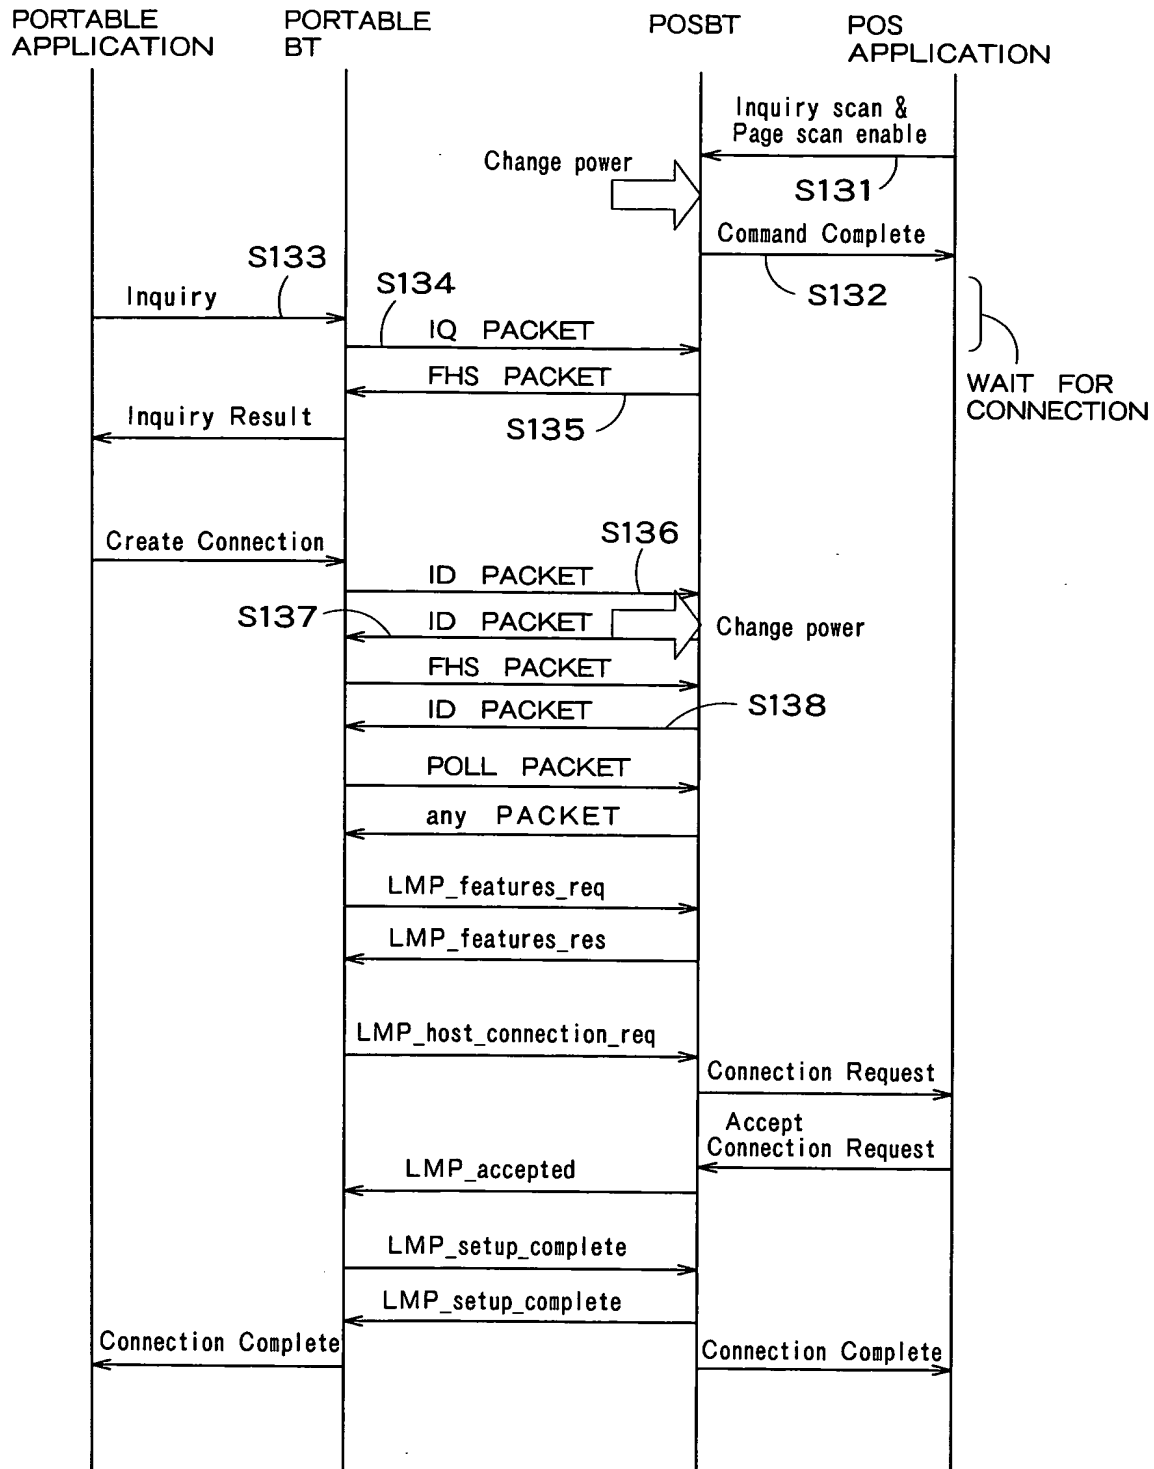 PORTABLE
APPLICATION
PORTABLE
BT
POSBT
POS
APPLICATION
Inquiry scan &
Page scan enable
Change power
S131
Command Complete
S132
S133
Inquiry
S134
IQ PACKET
WAIT FOR
CONNECTION
FHS PACKET
S135
Inquiry Result
Create Connection
S136
ID PACKET
S137
ID PACKET
Change power
FHS PACKET
ID PACKET
S138
POLL PACKET
any PACKET
LMP_features_req
LMP_features_res
LMP_host_connection_req
Connection Request
Accept
Connection Request
LMP_accepted
LMP_setup_complete
LMP_setup_complete
Connection Complete
Connection Complete